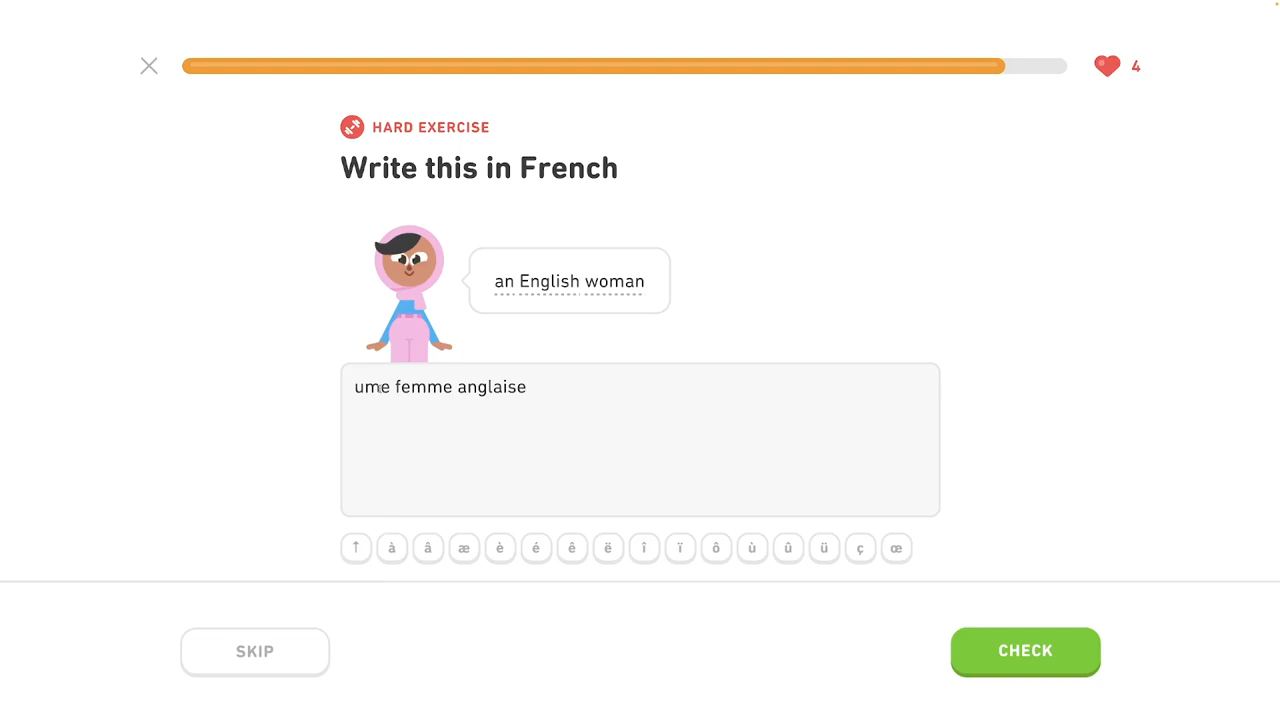 4
HARD EXERCISE
Write this in French
an English woman
ume femme anglaise
↑ à â æ è é ê ë î ï ô ù û ü ç œ
SKIP
CHECK